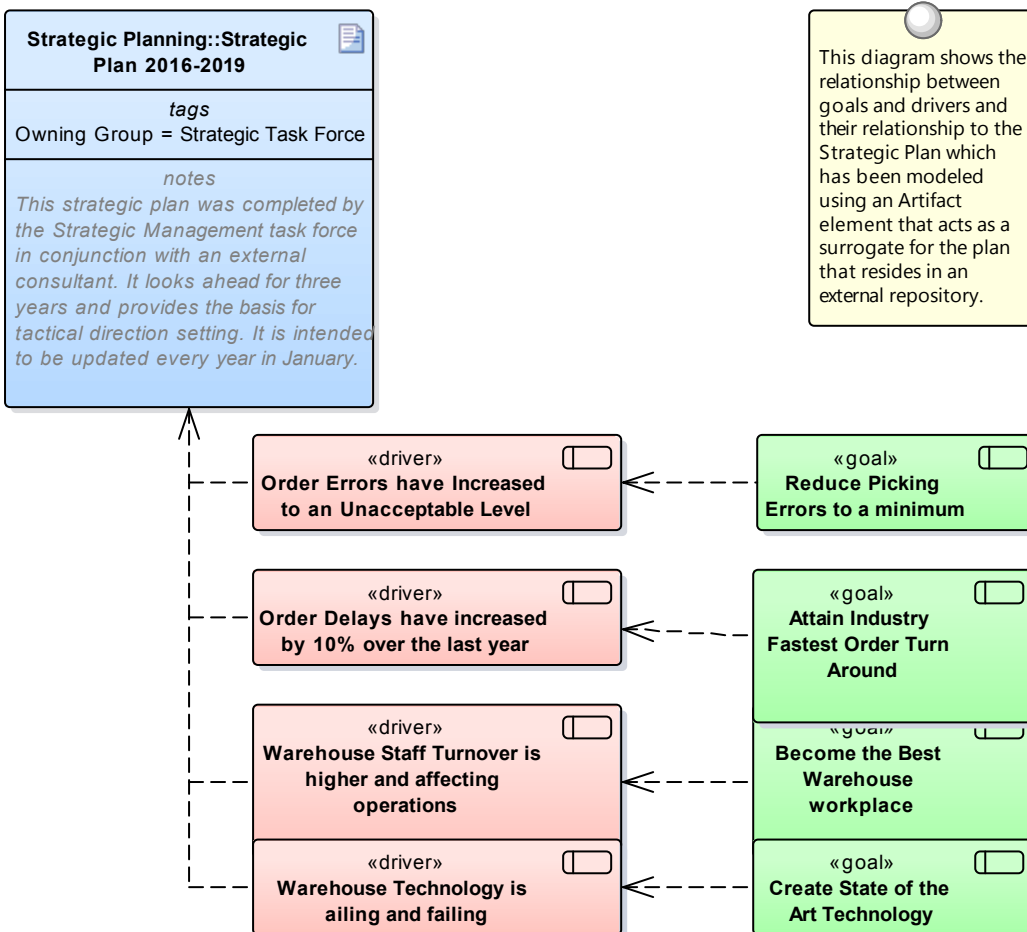 Strategic Planning::Strategic
Plan 2016-2019
tags
Owning Group = Strategic Task Force
notes
This strategic plan was completed by
the Strategic Management task force
in conjunction with an external
consultant. It looks ahead for three
years and provides the basis for
tactical direction setting. It is intended
to be updated every year in January.
This diagram shows the
relationship between
goals and drivers and
their relationship to the
Strategic Plan which
has been modeled
using an Artifact
element that acts as a
surrogate for the plan
that resides in an
external repository.
«driver»
Order Errors have Increased
to an Unacceptable Level
«goal»
Reduce Picking
Errors to a minimum
«driver»
Order Delays have increased
by 10% over the last year
«goal»
Attain Industry
Fastest Order Turn
Around
«driver»
Warehouse Staff Turnover is
higher and affecting
operations
«goal»
Become the Best
Warehouse
workplace
«driver»
Warehouse Technology is
ailing and failing
«goal»
Create State of the
Art Technology